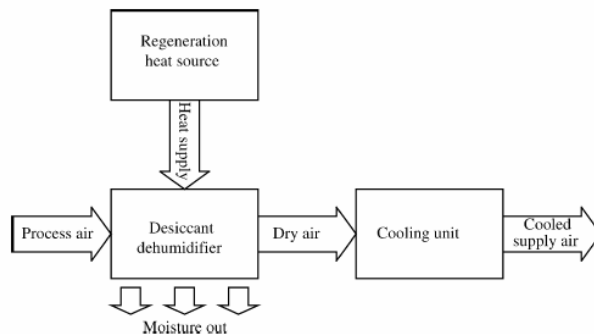 Regeneration
heat source
Heat supply
Process air
Desiccant
dehumidifier
Dry air
Cooling unit
Cooled
supply air
Moisture out